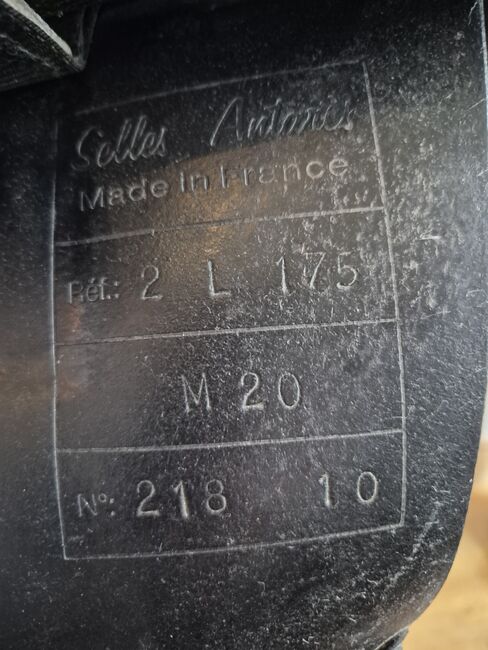 Selles Antarès
Made In France
Réf.: 2 L 175
M 20
N°: 218 10